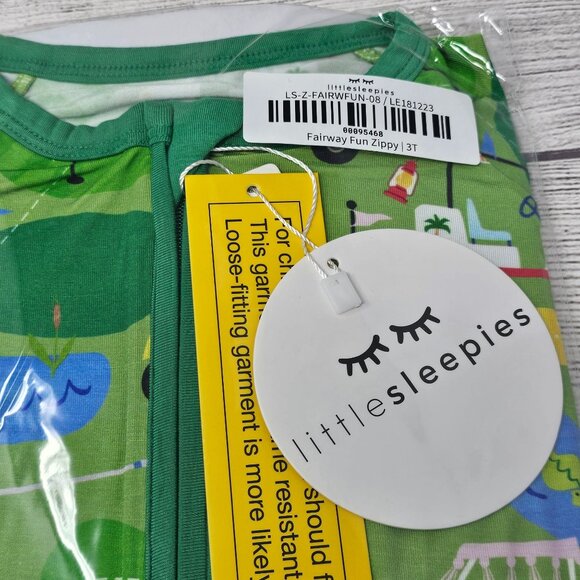 littlesleepies
LS-Z-FAIRWFUN-08 / LE181223
00095468
Fairway Fun Zippy | 3T
For ch
This garm
Loose-fitting garment is more likely
should f
resistant
littlesleepies